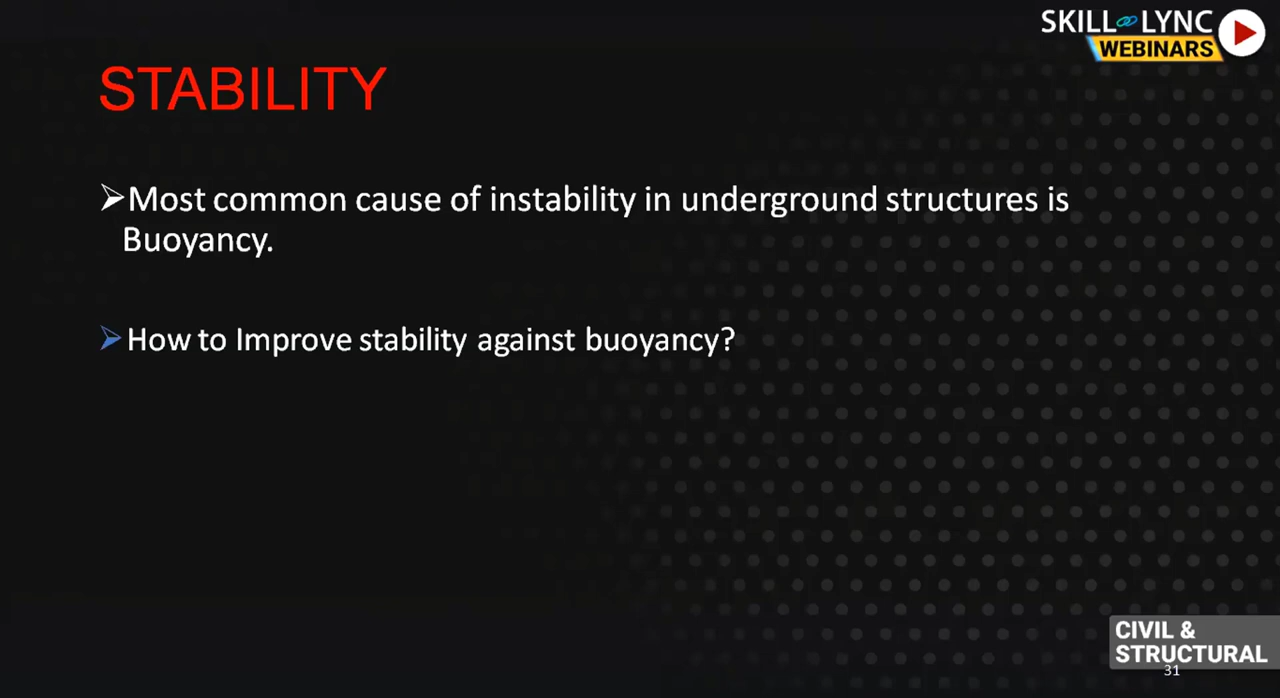 SKILL LYNC
WEBINARS
STABILITY
➢Most common cause of instability in underground structures is
Buoyancy.
➢How to Improve stability against buoyancy?
CIVIL &
STRUCTURAL
31